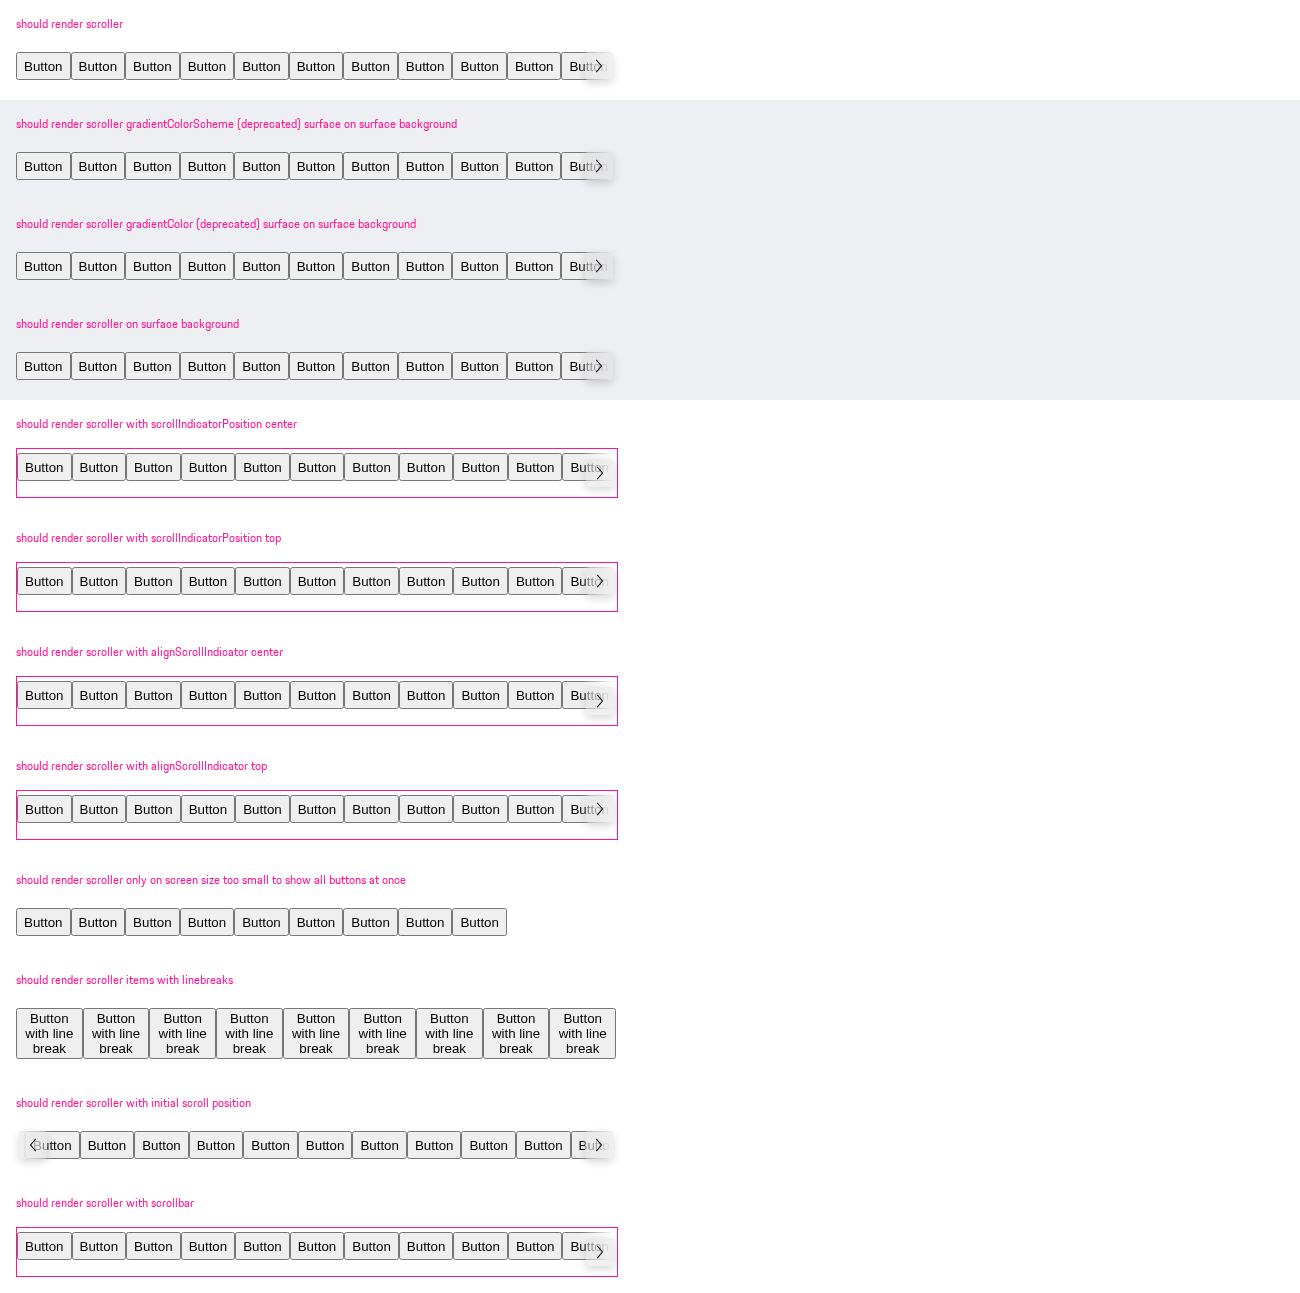 should render scroller
Button Button Button Button Button Button Button Button Button Button Button
should render scroller gradientColorScheme (deprecated) surface on surface background
Button Button Button Button Button Button Button Button Button Button Button
should render scroller gradientColor (deprecated) surface on surface background
Button Button Button Button Button Button Button Button Button Button Button
should render scroller on surface background
Button Button Button Button Button Button Button Button Button Button Button
should render scroller with scrollIndicatorPosition center
Button Button Button Button Button Button Button Button Button Button Button
should render scroller with scrollIndicatorPosition top
Button Button Button Button Button Button Button Button Button Button Button
should render scroller with alignScrollIndicator center
Button Button Button Button Button Button Button Button Button Button Button
should render scroller with alignScrollIndicator top
Button Button Button Button Button Button Button Button Button Button Button
should render scroller only on screen size too small to show all buttons at once
Button Button Button Button Button Button Button Button Button
should render scroller items with linebreaks
Button Button Button Button Button Button Button Button Button
with line with line with line with line with line with line with line with line with line
break break break break break break break break break
should render scroller with initial scroll position
Button Button Button Button Button Button Button Button Button Button Butto
should render scroller with scrollbar
Button Button Button Button Button Button Button Button Button Button Button